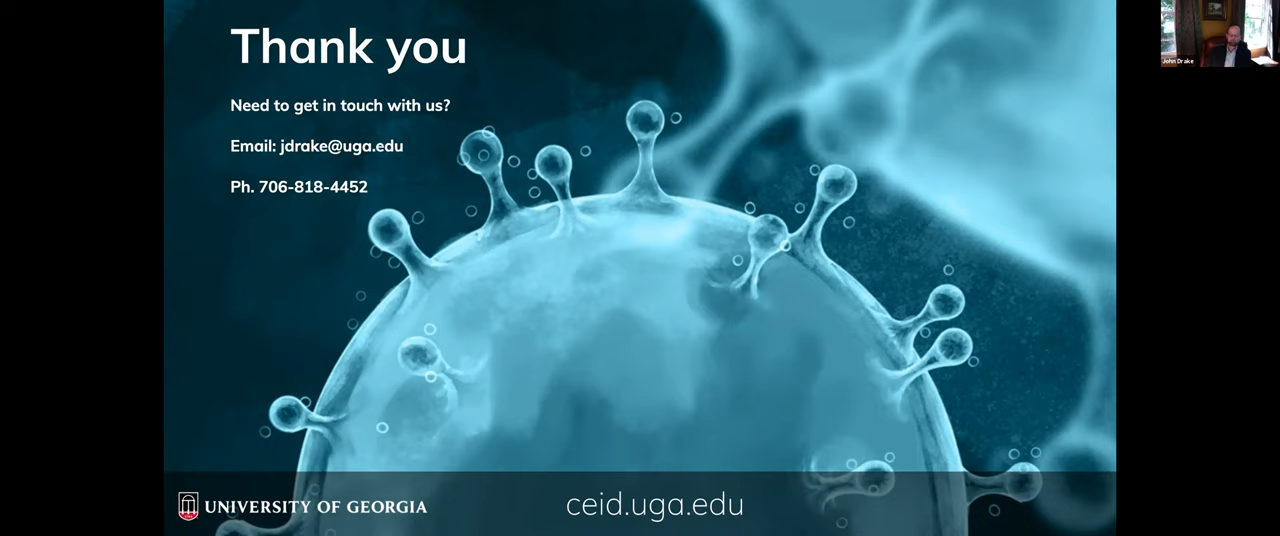 Thank you
Need to get in touch with us?
Email: jdrake@uga.edu
Ph. 706-818-4452
UNIVERSITY OF GEORGIA
ceid.uga.edu
John Drake